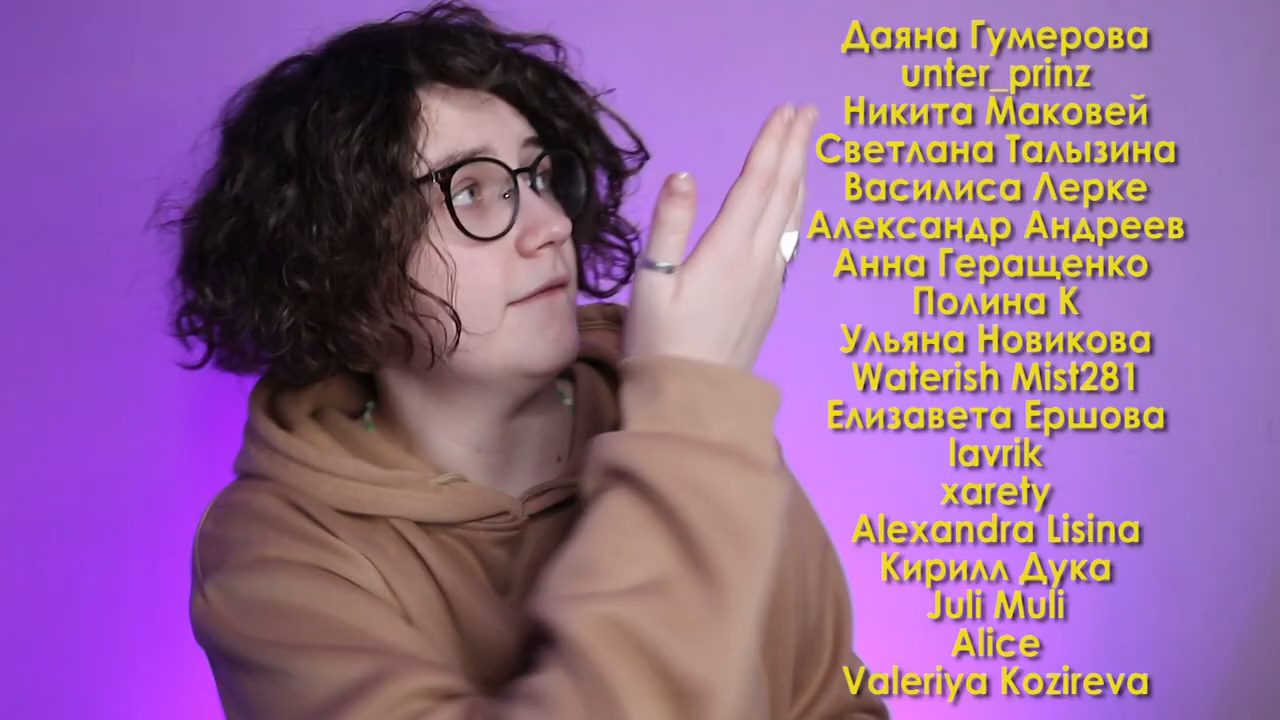 Даяна Гумерова
unter_prinz
Никита Маковей
Светлана Талызина
Василиса Лерке
Александр Андреев
Анна Геращенко
Полина К
Ульяна Новикова
Waterish Mist281
Елизавета Ершова
lavrik
xarety
Alexandra Lisina
Кирилл Дука
Juli Muli
Alice
Valeriya Kozireva